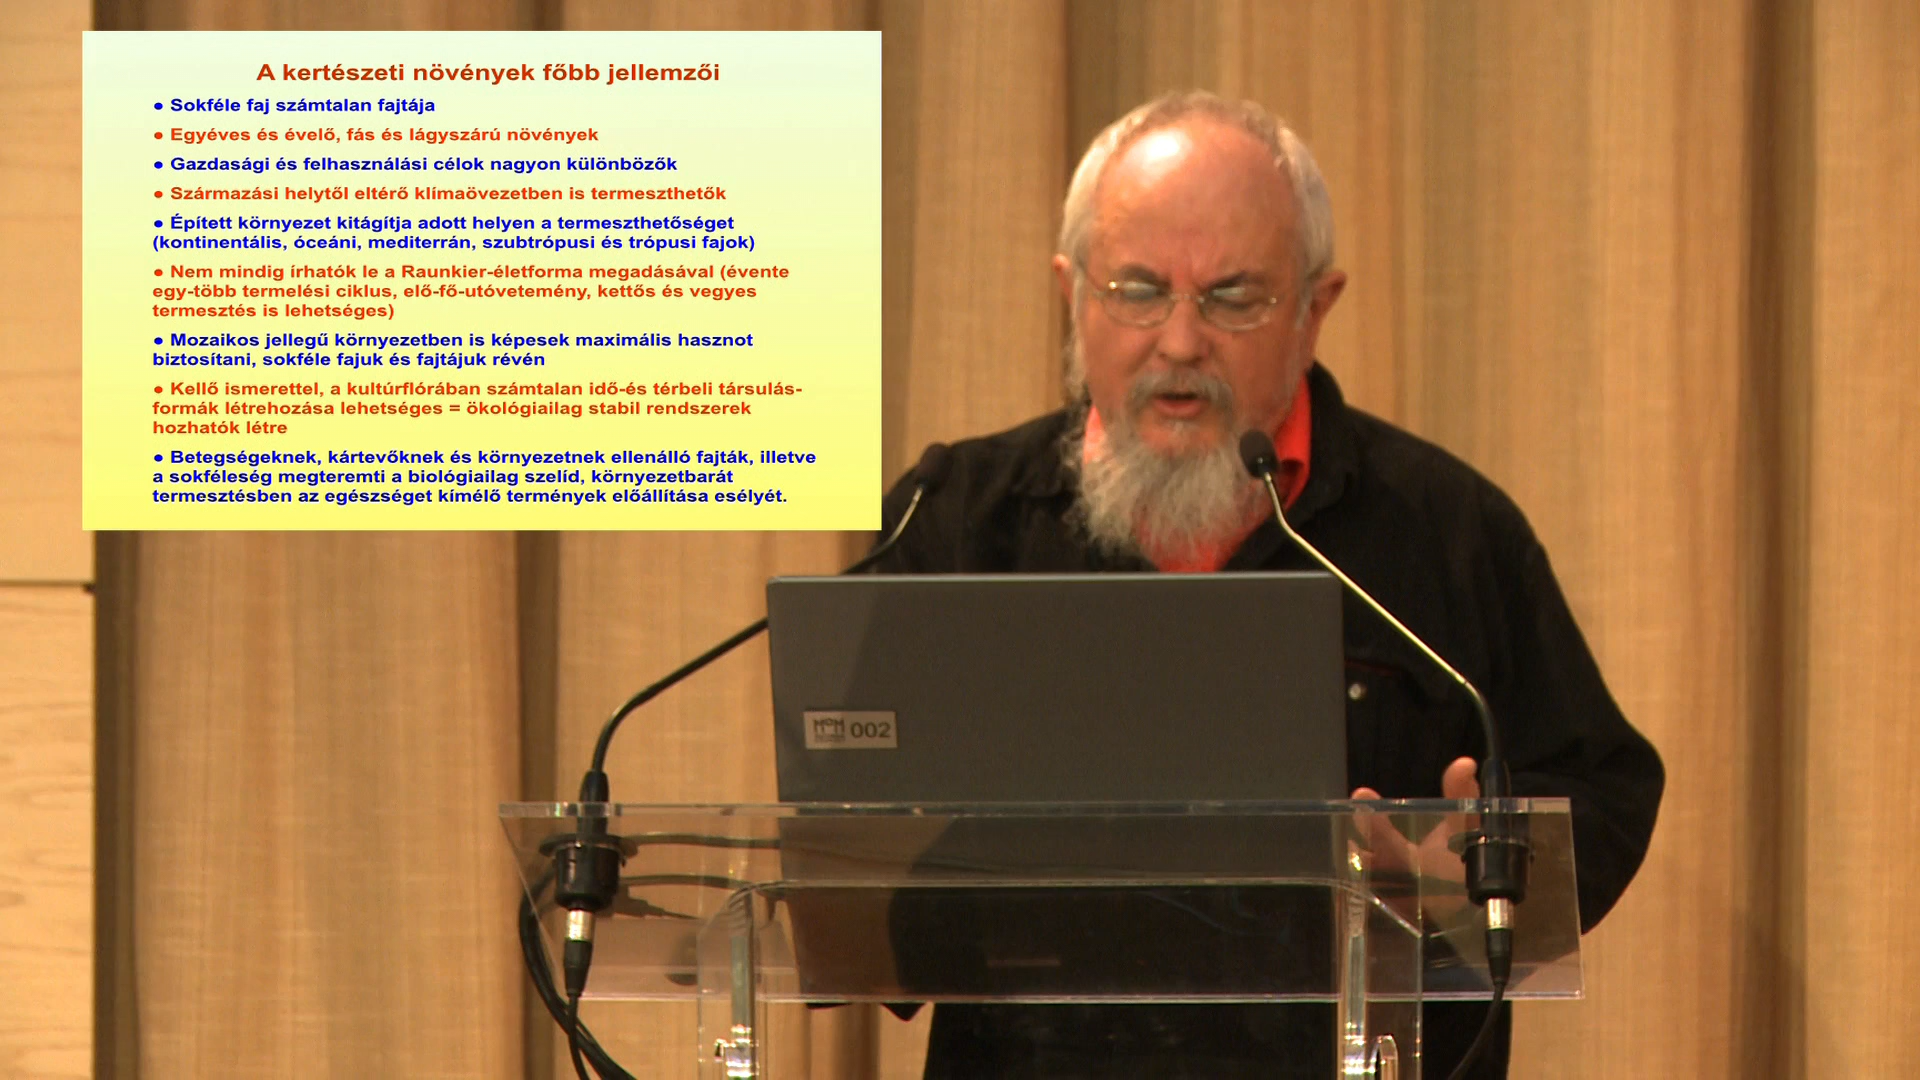 A kertészeti növények főbb jellemzői
● Sokféle faj számtalan fajtája
● Egyéves és évelő, fás és lágyszárú növények
● Gazdasági és felhasználási célok nagyon különbözők
● Származási helytől eltérő klímaövezetben is termeszthetők
● Épített környezet kitágítja adott helyen a termeszthetőséget
(kontinentális, óceáni, mediterrán, szubtrópusi és trópusi fajok)
● Nem mindig írhatók le a Raunkier-életforma megadásával (évente
egy-több termelési ciklus, elő-fő-utóvetemény, kettős és vegyes
termesztés is lehetséges)
● Mozaikos jellegű környezetben is képesek maximális hasznot
biztosítani, sokféle fajuk és fajtájuk révén
● Kellő ismerettel, a kultúrflórában számtalan idő-és térbeli társulás-
formák létrehozása lehetséges = ökológiailag stabil rendszerek
hozhatók létre
● Betegségeknek, kártevőknek és környezetnek ellenálló fajták, illetve
a sokféleség megteremti a biológiailag szelíd, környezetbarát
termesztésben az egészséget kímélő termények előállítása esélyét.
MOM 002